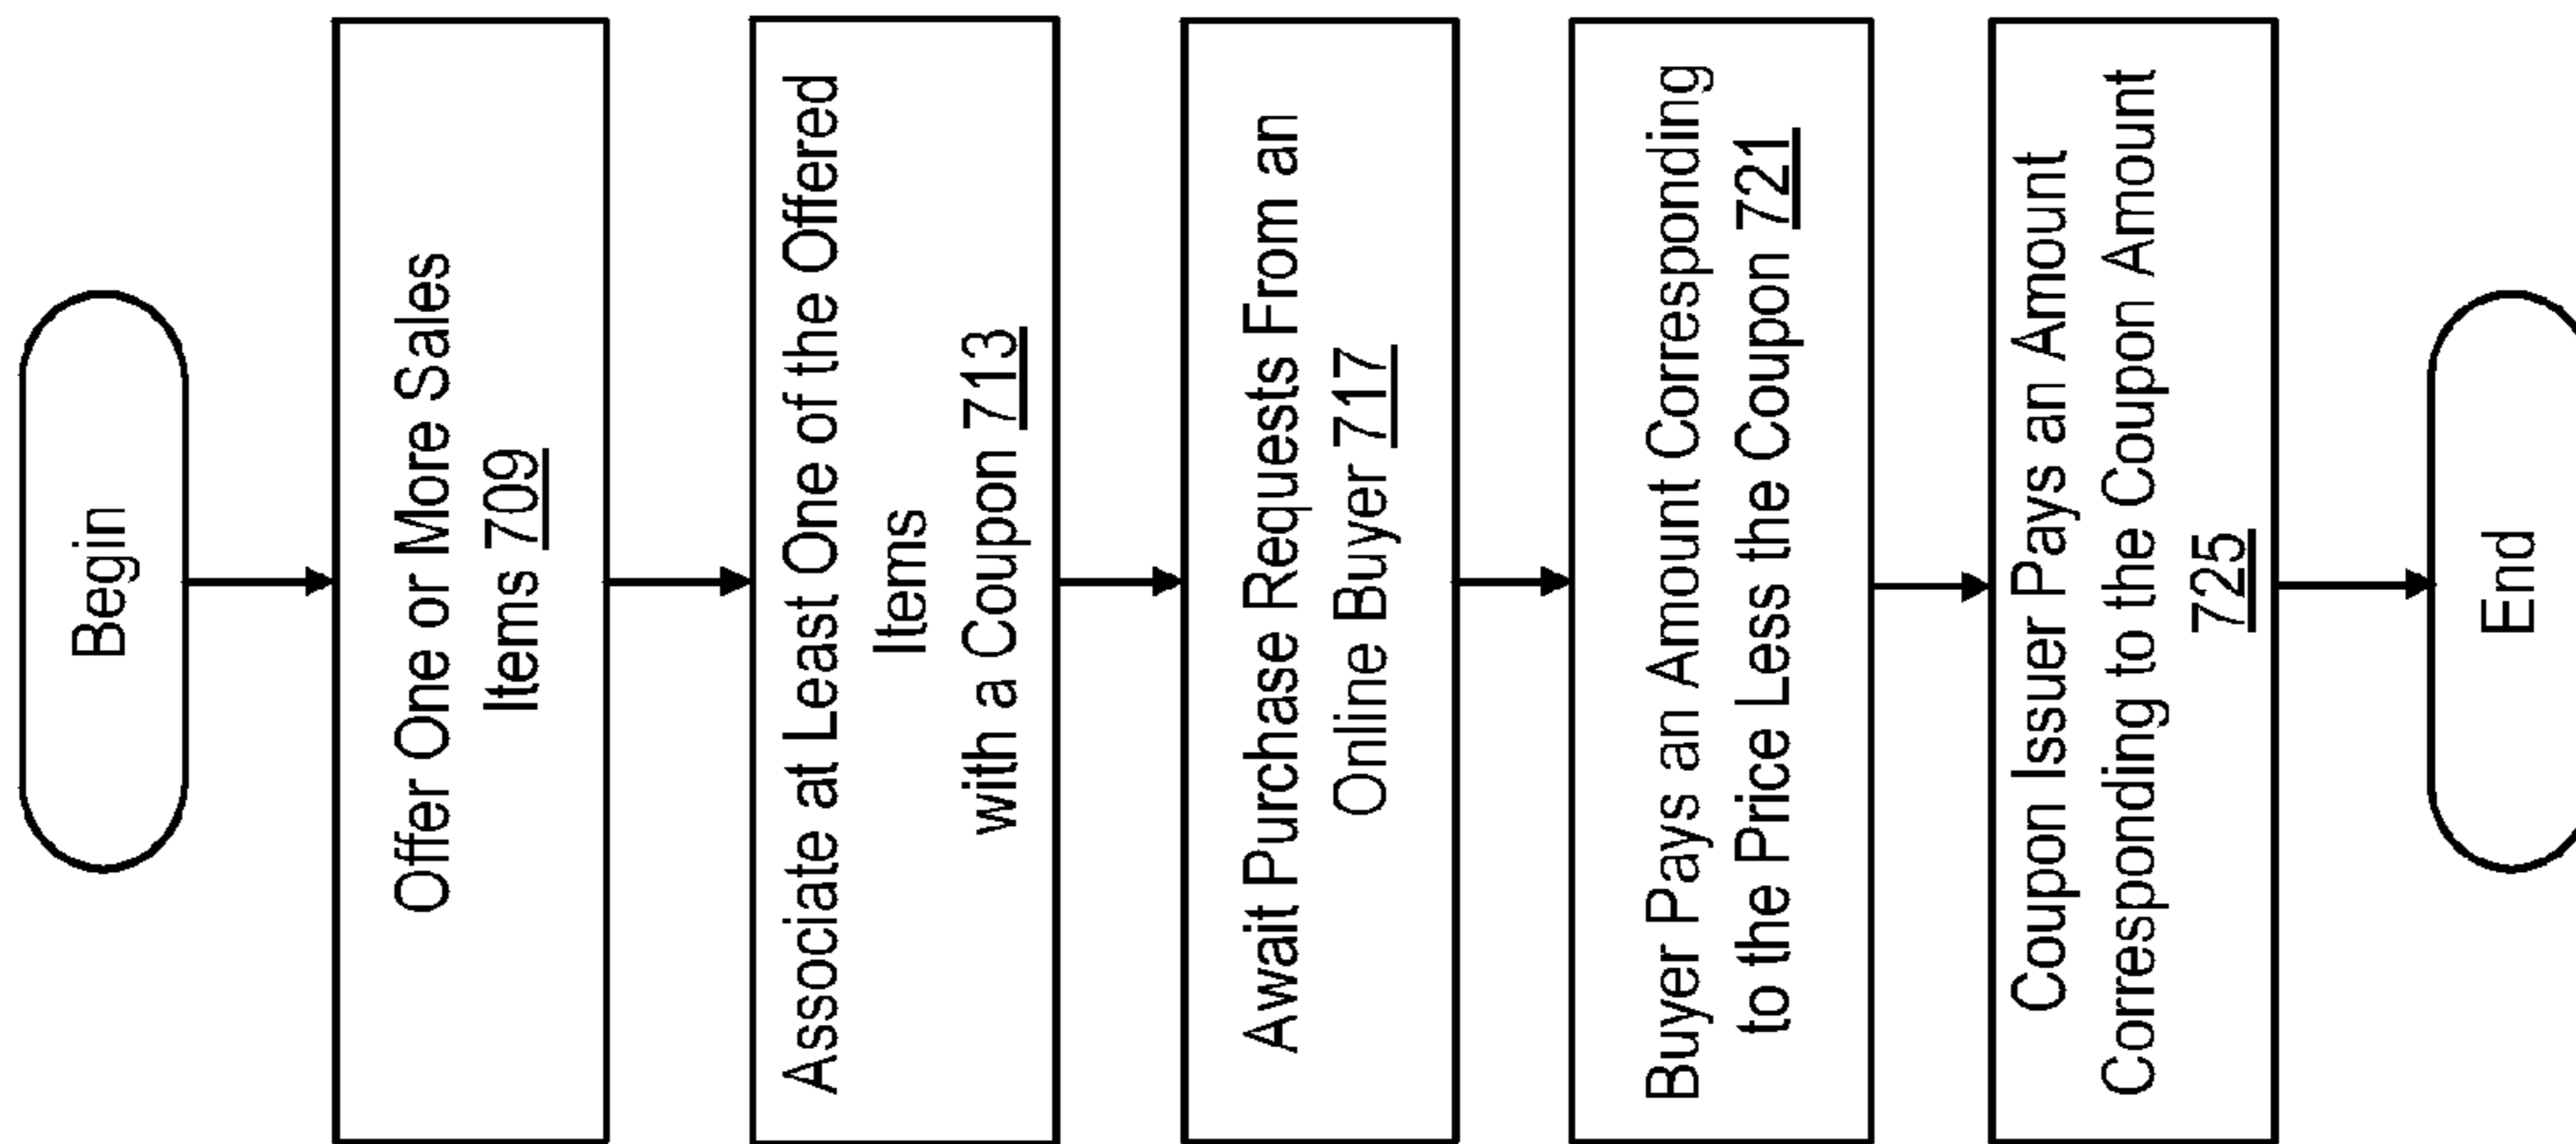 Begin
Offer One or More Sales
Items 709
Associate at Least One of the Offered
Items
with a Coupon 713
Await Purchase Requests From an
Online Buyer 717
Buyer Pays an Amount Corresponding
to the Price Less the Coupon 721
Coupon Issuer Pays an Amount
Corresponding to the Coupon Amount
725
End